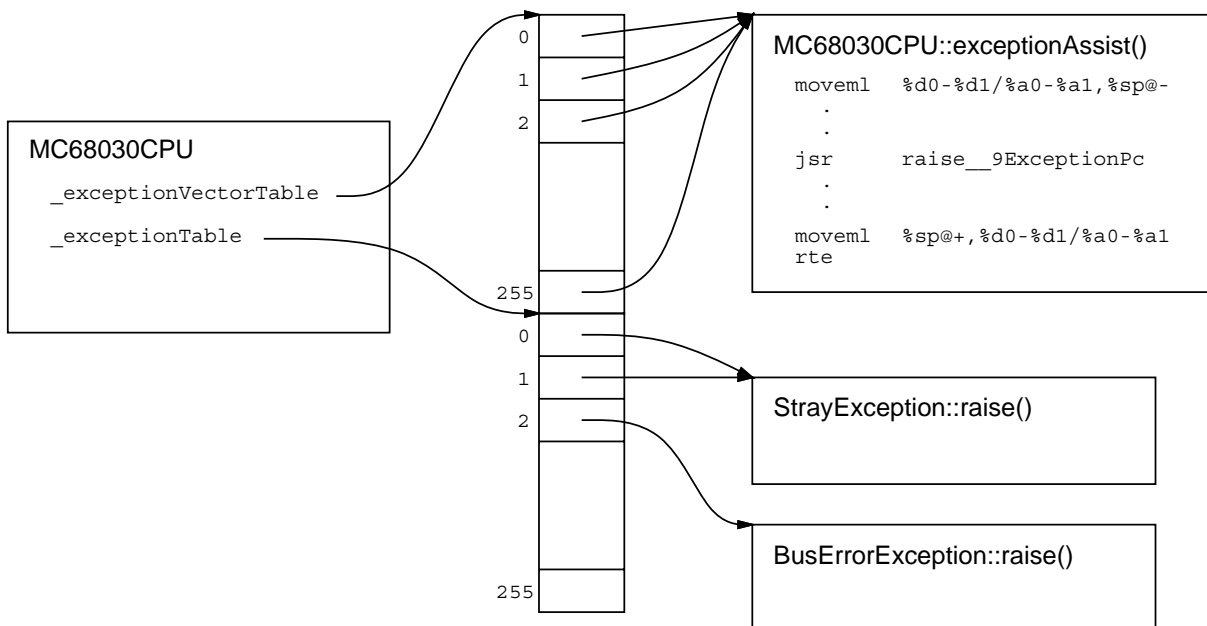 MC68030CPU
_exceptionVectorTable
_exceptionTable
0
1
2
255
0
1
2
255
MC68030CPU::exceptionAssist()
moveml %d0-%d1/%a0-%a1,%sp@-
.
.
jsr raise__9ExceptionPc
.
.
moveml %sp@+,%d0-%d1/%a0-%a1
rte
StrayException::raise()
BusErrorException::raise()